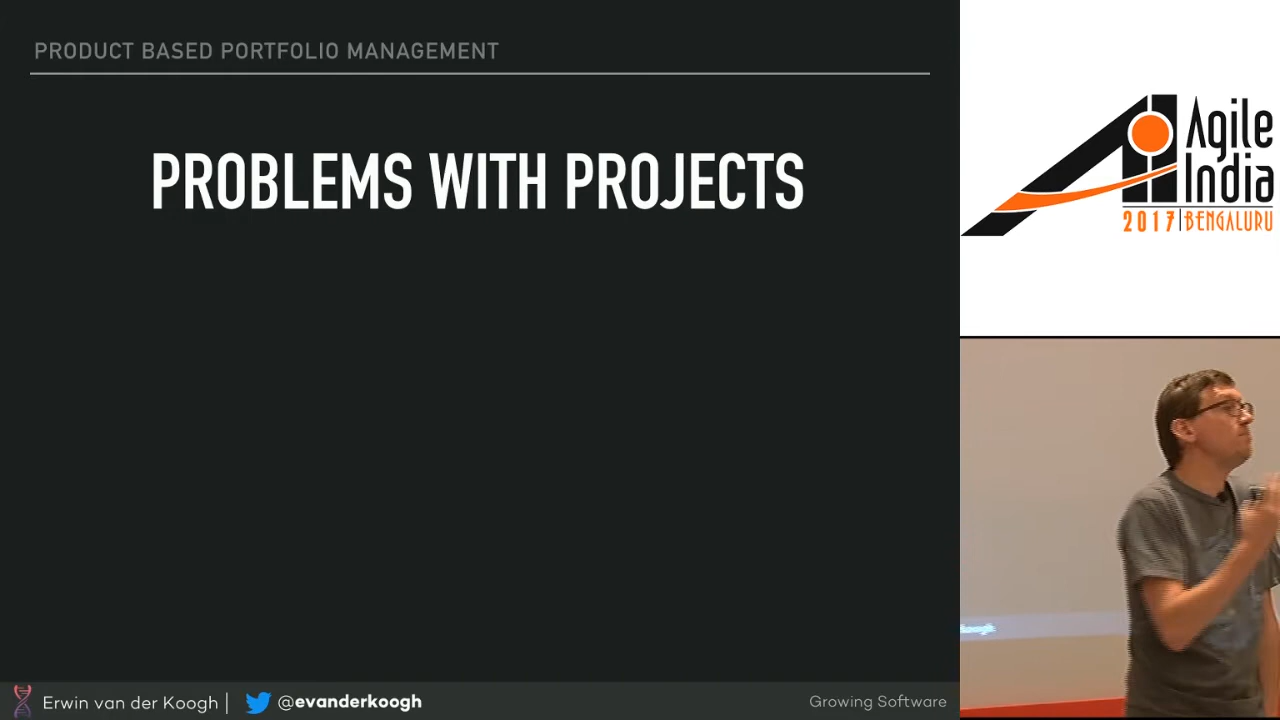 PRODUCT BASED PORTFOLIO MANAGEMENT
PROBLEMS WITH PROJECTS
Agile
India
2017 | BENGALURU
Erwin van der Koogh | @evanderkoogh
Growing Software